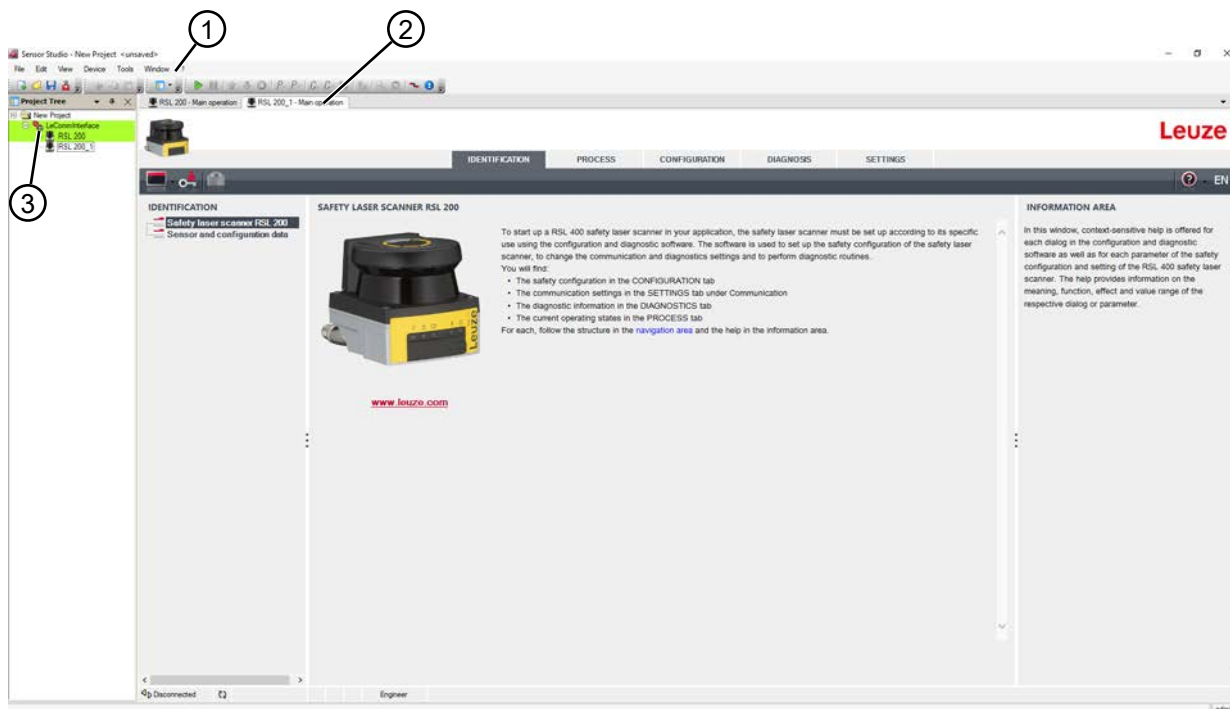 1
2
Sensor Studio - New Project <unsaved>
File Edit View Device Tools Window ?
Project Tree
RSL 200 - Main operation RSL 200_1 - Main operation
New Project
LeCommInterface
RSL 200
RSL 200_1
3
Leuze
IDENTIFICATION PROCESS CONFIGURATION DIAGNOSIS SETTINGS
EN
IDENTIFICATION
Safety laser scanner RSL 200
Sensor and configuration data
SAFETY LASER SCANNER RSL 200
Leuze
www.leuze.com
To start up a RSL 400 safety laser scanner in your application, the safety laser scanner must be set up according to its specific
use using the configuration and diagnostic software. The software is used to set up the safety configuration of the safety laser
scanner, to change the communication and diagnostics settings and to perform diagnostic routines.
You will find:
• The safety configuration in the CONFIGURATION tab
• The communication settings in the SETTINGS tab under Communication
• The diagnostic information in the DIAGNOSTICS tab
• The current operating states in the PROCESS tab
For each, follow the structure in the navigation area and the help in the information area.
INFORMATION AREA
In this window, context-sensitive help is offered for
each dialog in the configuration and diagnostic
software as well as for each parameter of the safety
configuration and setting of the RSL 400 safety laser
scanner. The help provides information on the
meaning, function, effect and value range of the
respective dialog or parameter.
Disconnected Engineer